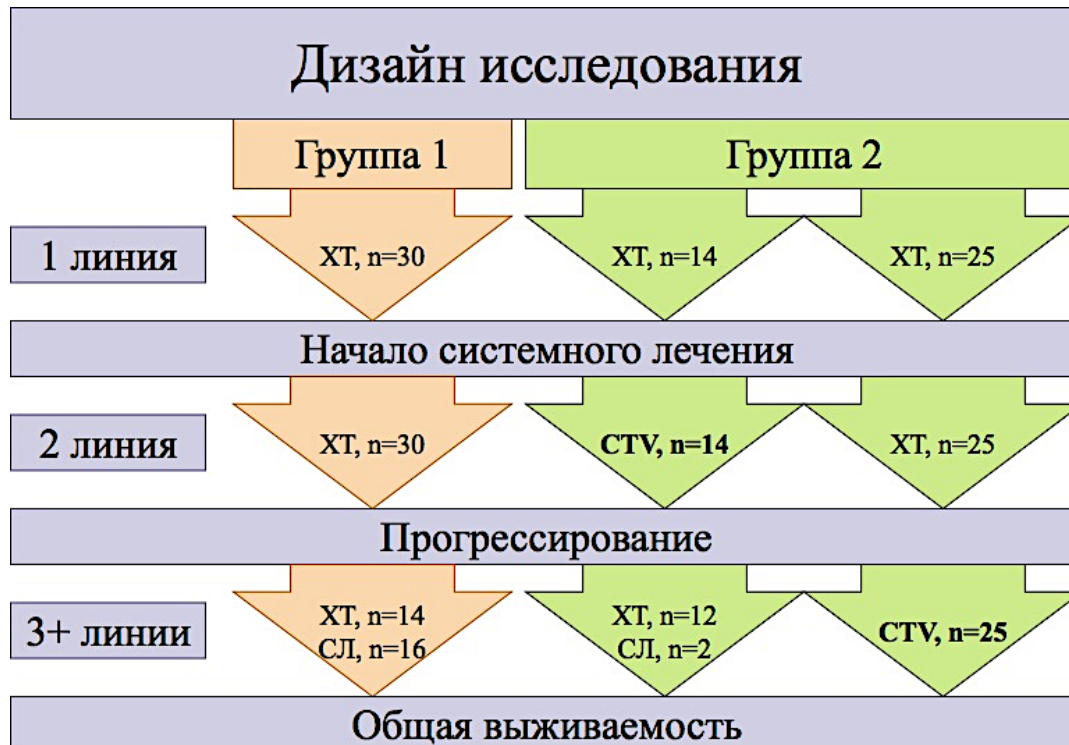 Дизайн исследования
Группа 1
Группа 2
1 линия
ХТ, n=30
ХТ, n=14
ХТ, n=25
Начало системного лечения
2 линия
ХТ, n=30
CTV, n=14
ХТ, n=25
Прогрессирование
3+ линии
ХТ, n=14
СЛ, n=16
ХТ, n=12
СЛ, n=2
CTV, n=25
Общая выживаемость